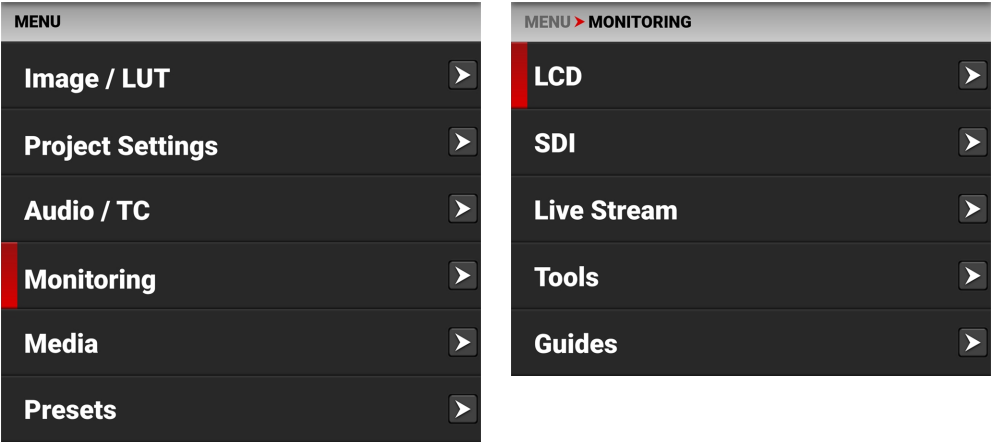 MENU
Image / LUT
Project Settings
Audio / TC
Monitoring
Media
Presets
MENU > MONITORING
LCD
SDI
Live Stream
Tools
Guides